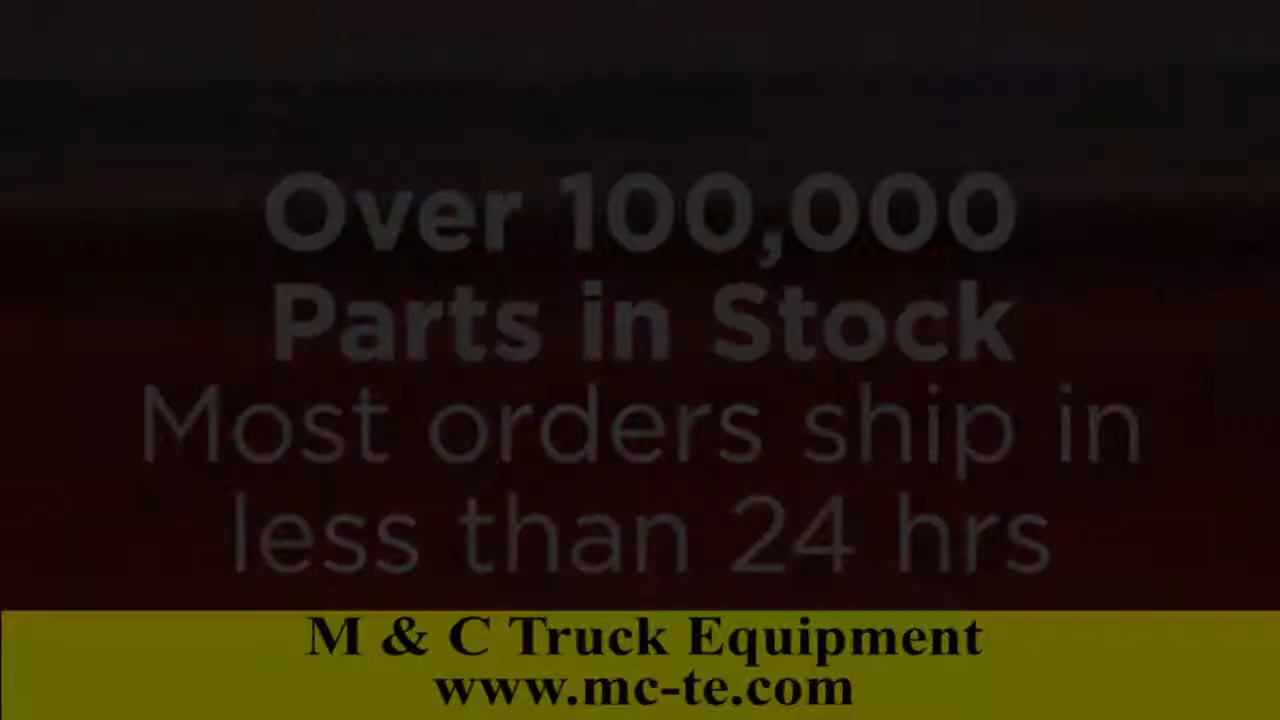 Over 100,000
Parts in Stock
Most orders ship in
less than 24 hrs
M & C Truck Equipment
www.mc-te.com